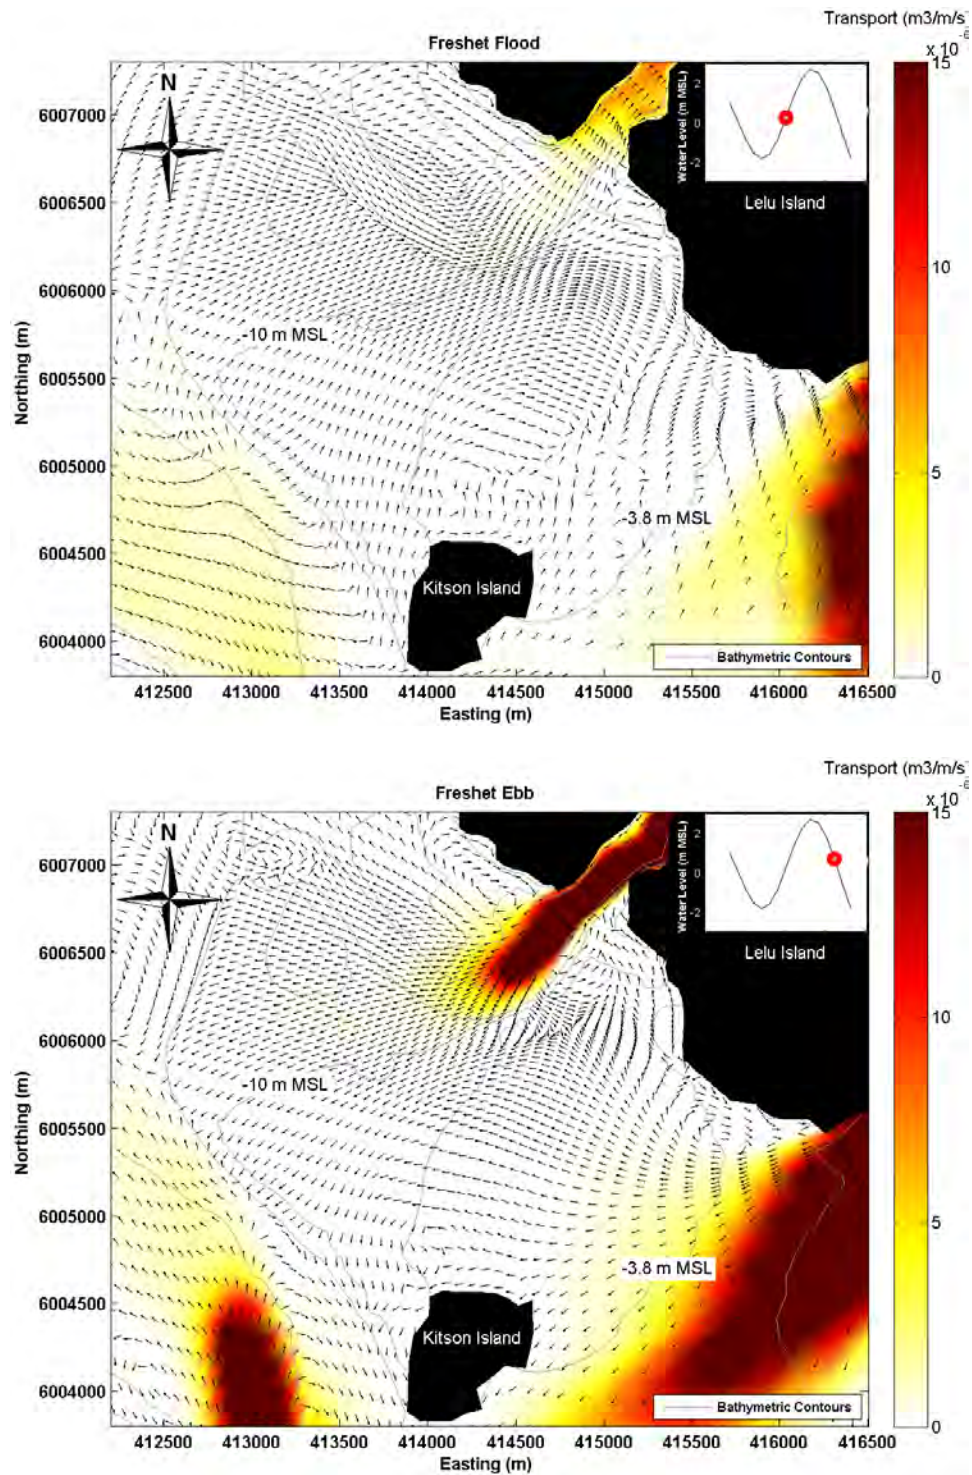 Transport (m3/m/s)
x 10-6
Freshet Flood
15
N
2
0
-2
Water Level (m MSL)
6007000
Lelu Island
6006500
10
6006000
-10 m MSL
Northing (m)
6005500
6005000
5
-3.8 m MSL
6004500
Kitson Island
6004000
Bathymetric Contours
0
412500 413000 413500 414000 414500 415000 415500 416000 416500
Easting (m)
Transport (m3/m/s)
x 10-6
Freshet Ebb
15
N
2
0
-2
Water Level (m MSL)
6007000
Lelu Island
6006500
10
6006000
-10 m MSL
Northing (m)
6005500
6005000
5
-3.8 m MSL
6004500
Kitson Island
6004000
Bathymetric Contours
0
412500 413000 413500 414000 414500 415000 415500 416000 416500
Easting (m)